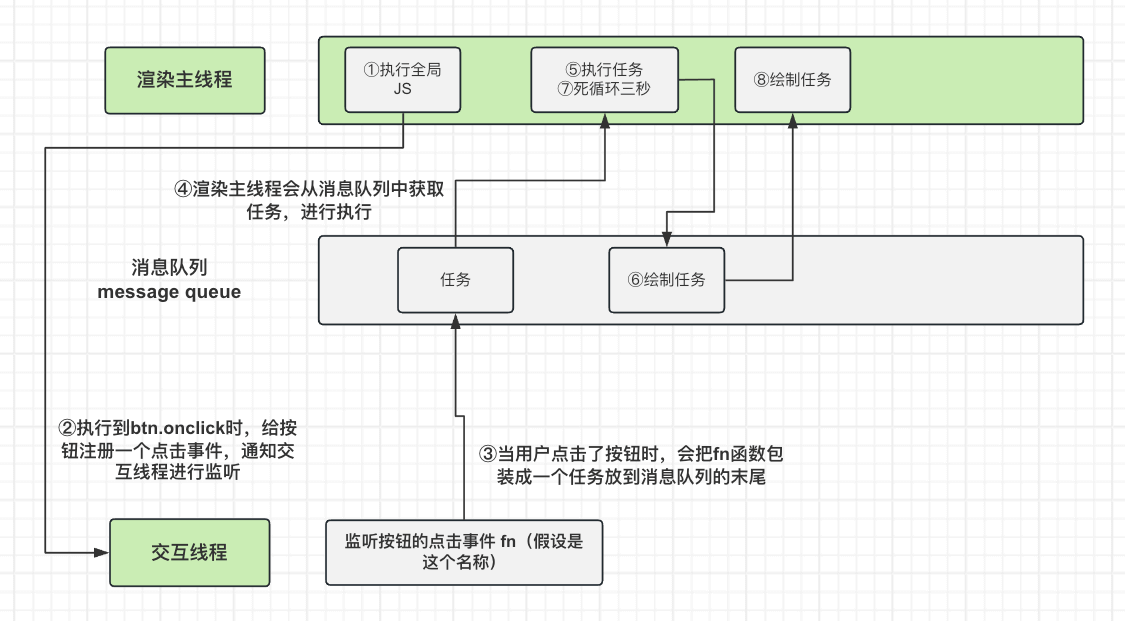 渲染主线程
①执行全局
JS
⑤执行任务
⑦死循环三秒
⑧绘制任务
④渲染主线程会从消息队列中获取
任务，进行执行
消息队列
message queue
任务
⑥绘制任务
②执行到btn.onclick时，给按
钮注册一个点击事件，通知交
互线程进行监听
③当用户点击了按钮时，会把fn函数包
装成一个任务放到消息队列的末尾
交互线程
监听按钮的点击事件 fn（假设是
这个名称）